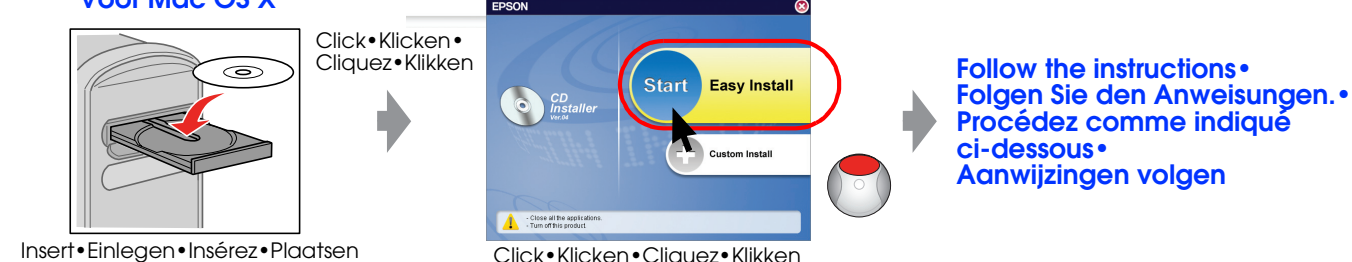 voor Mac OS X
Insert•Einlegen•Insérez•Plaatsen
Click•Klicken•
Cliquez•Klikken
EPSON
CD
Installer
Ver.04
Start
Easy Install
Custom Install
- Close all the applications.
- Turn off this product.
Click•Klicken•Cliquez•Klikken
Follow the instructions•
Folgen Sie den Anweisungen.•
Procédez comme indiqué
ci-dessous•
Aanwijzingen volgen